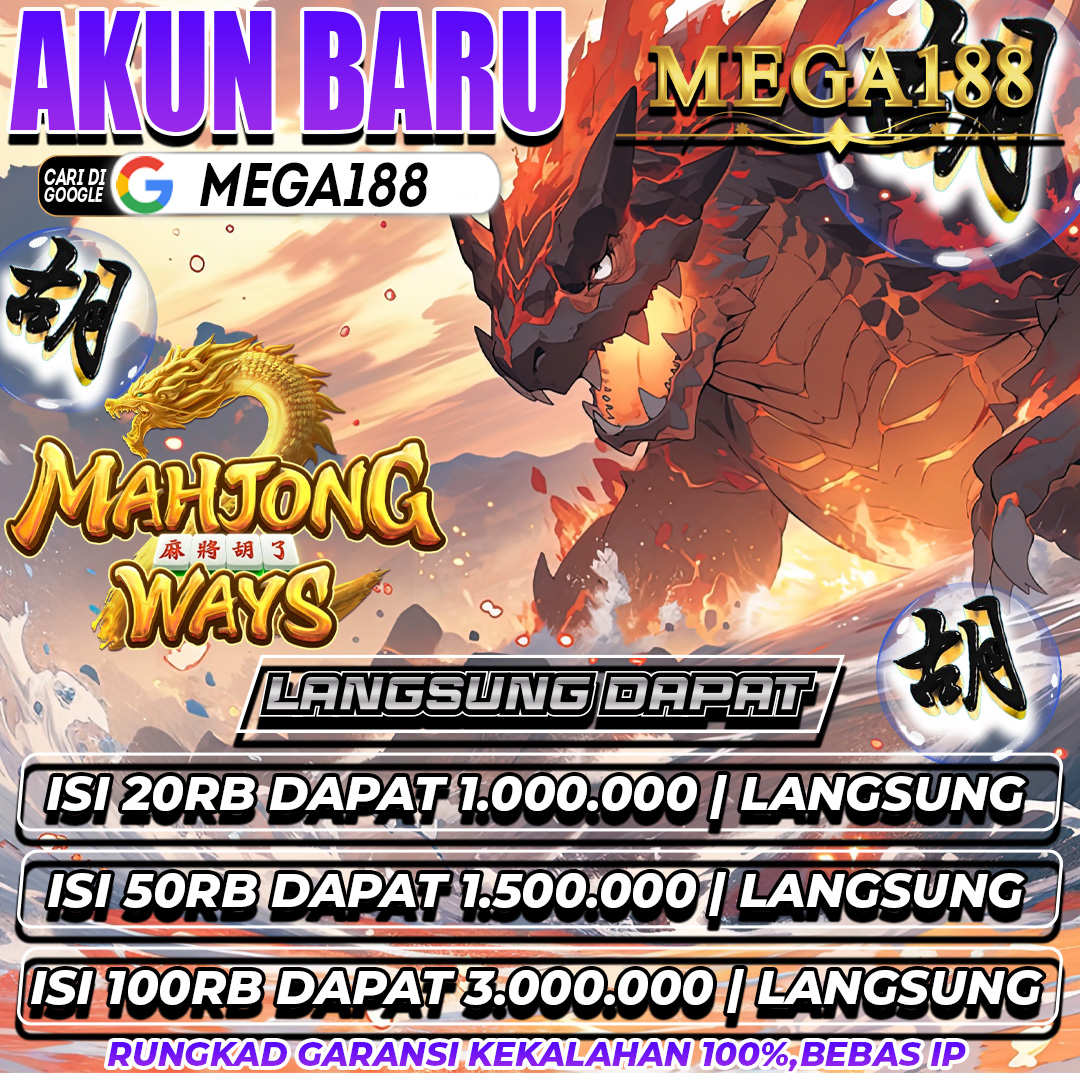 AKUN BARU
MEGA188
胡
CARI DI
GOOGLE
G MEGA188
胡
MAHJONG
麻將胡了
WAYS
胡
LANGSUNG DAPAT
ISI 20RB DAPAT 1.000.000 | LANGSUNG
ISI 50RB DAPAT 1.500.000 | LANGSUNG
ISI 100RB DAPAT 3.000.000 | LANGSUNG
RUNGKAD GARANSI KEKALAHAN 100%,BEBAS IP